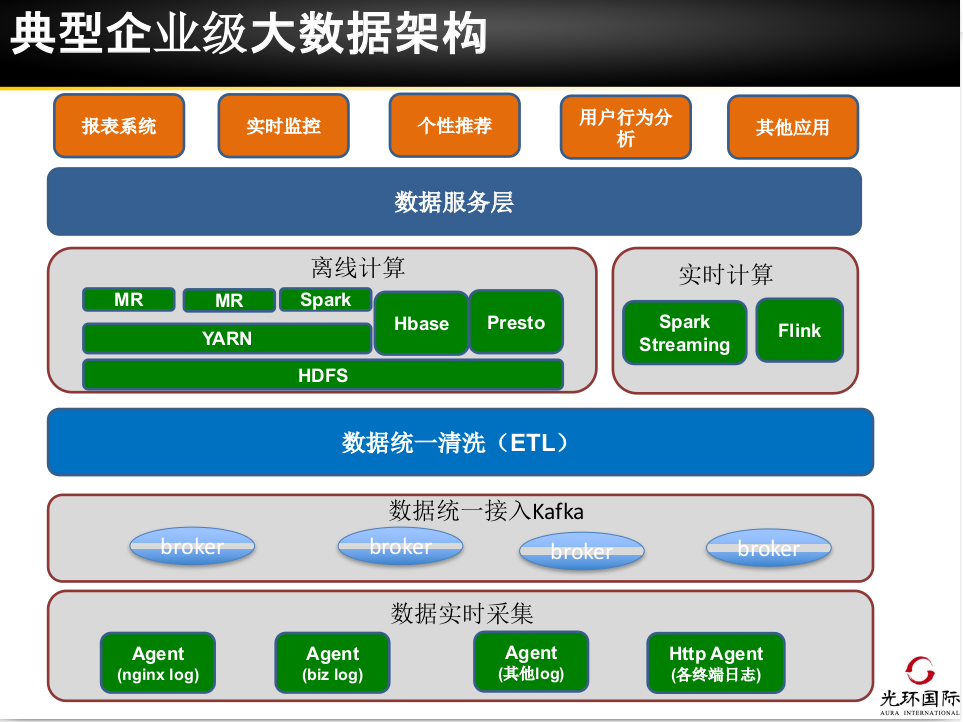 典型企业级大数据架构
报表系统
实时监控
个性推荐
用户行为分
析
其他应用
数据服务层
离线计算
MR
MR
Spark
Hbase
Presto
YARN
HDFS
实时计算
Spark
Streaming
Flink
数据统一清洗（ETL）
数据统一接入Kafka
broker
broker
broker
broker
数据实时采集
Agent
(nginx log)
Agent
(biz log)
Agent
(其他log)
Http Agent
(各终端日志)
光环国际
AURA INTERNATIONAL